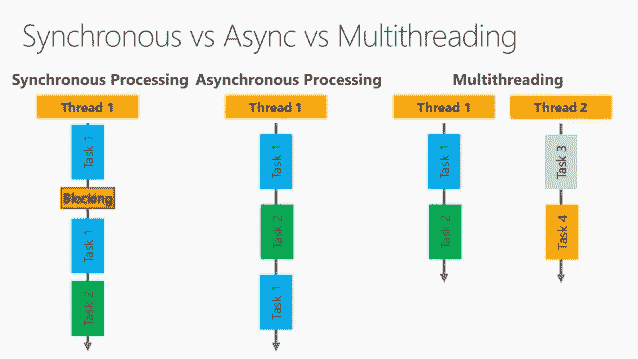 Synchronous vs Async vs Multithreading
Synchronous Processing
Asynchronous Processing
Multithreading
Thread 1
Thread 1
Thread 1
Thread 2
Task 1
Blocking
Task 1
Task 2
Task 1
Task 2
Task 1
Task 1
Task 2
Task 3
Task 4